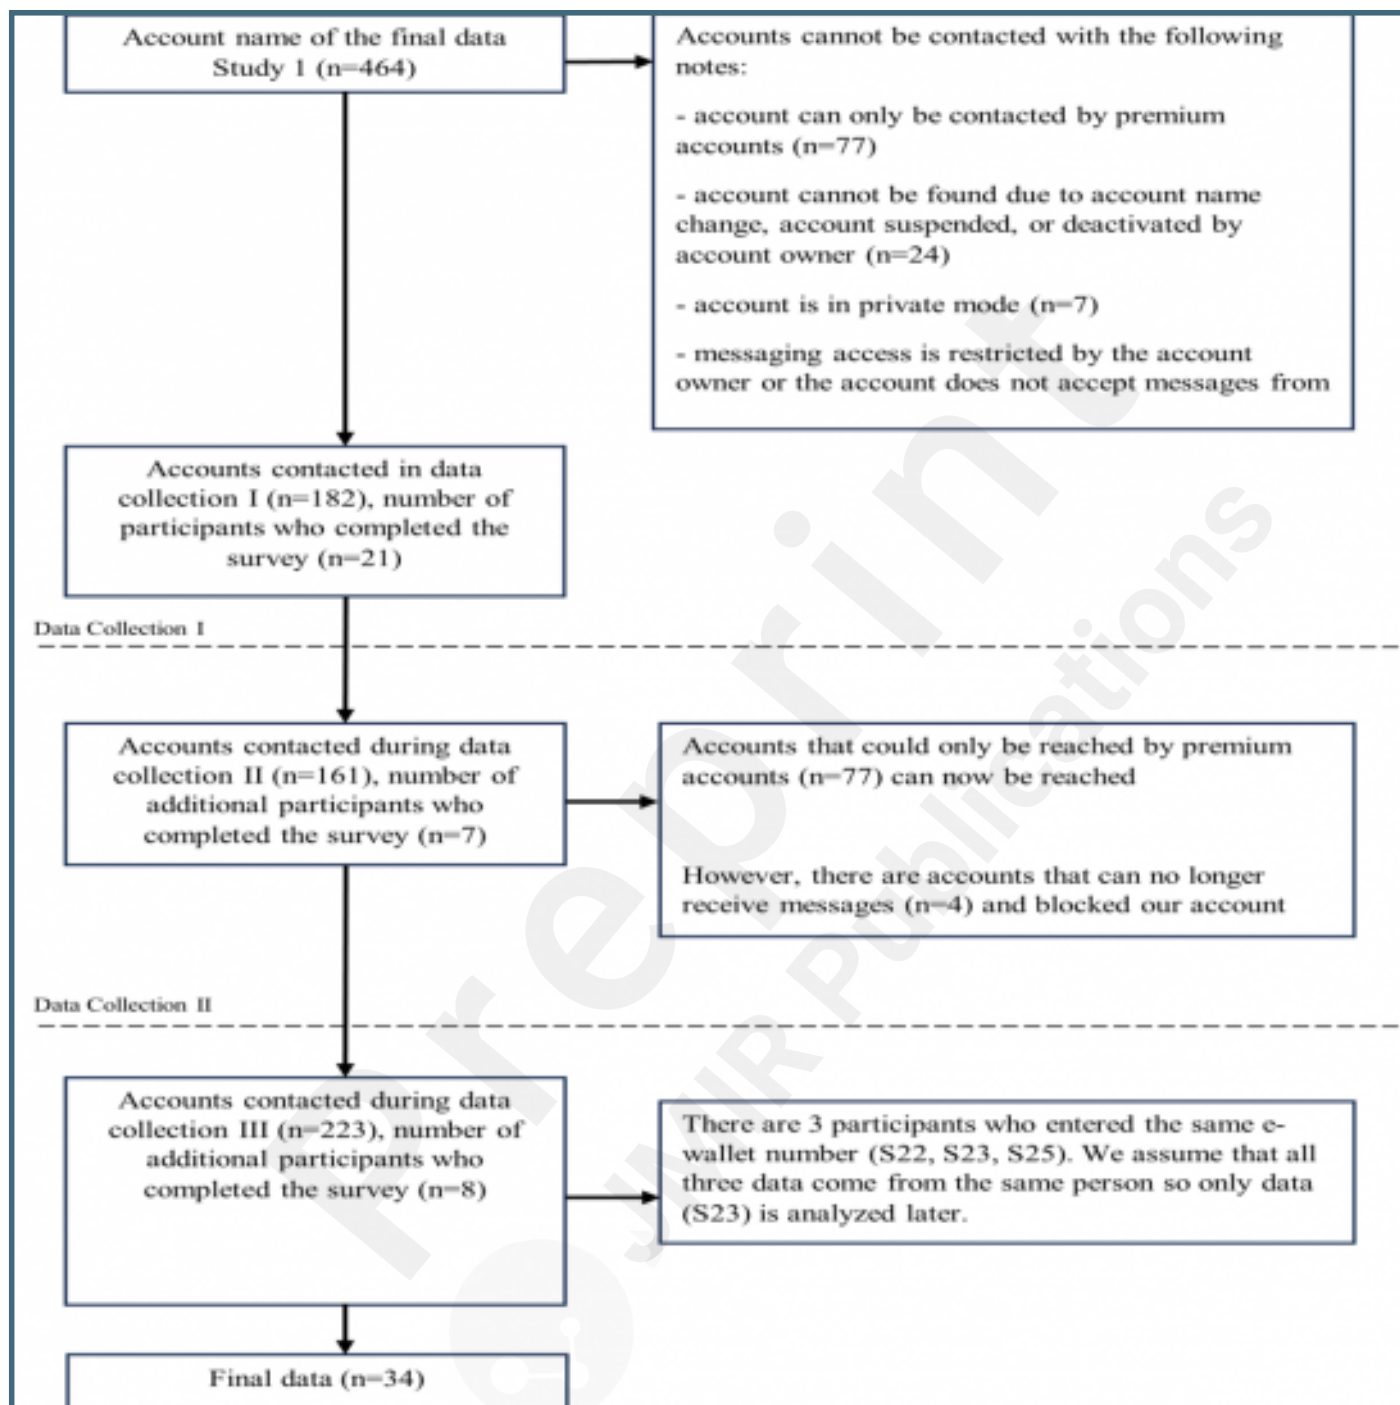 Account name of the final data
Study 1 (n=464)
Accounts cannot be contacted with the following
notes:
- account can only be contacted by premium
accounts (n=77)
- account cannot be found due to account name
change, account suspended, or deactivated by
account owner (n=24)
- account is in private mode (n=7)
- messaging access is restricted by the account
owner or the account does not accept messages from
Accounts contacted in data
collection I (n=182), number of
participants who completed the
survey (n=21)
Data Collection I
Accounts contacted during data
collection II (n=161), number of
additional participants who
completed the survey (n=7)
Accounts that could only be reached by premium
accounts (n=77) can now be reached
However, there are accounts that can no longer
receive messages (n=4) and blocked our account
Data Collection II
Accounts contacted during data
collection III (n=223), number of
additional participants who
completed the survey (n=8)
There are 3 participants who entered the same e-
wallet number (S22, S23, S25). We assume that all
three data come from the same person so only data
(S23) is analyzed later.
Final data (n=34)
Preprint
JMIR Publications